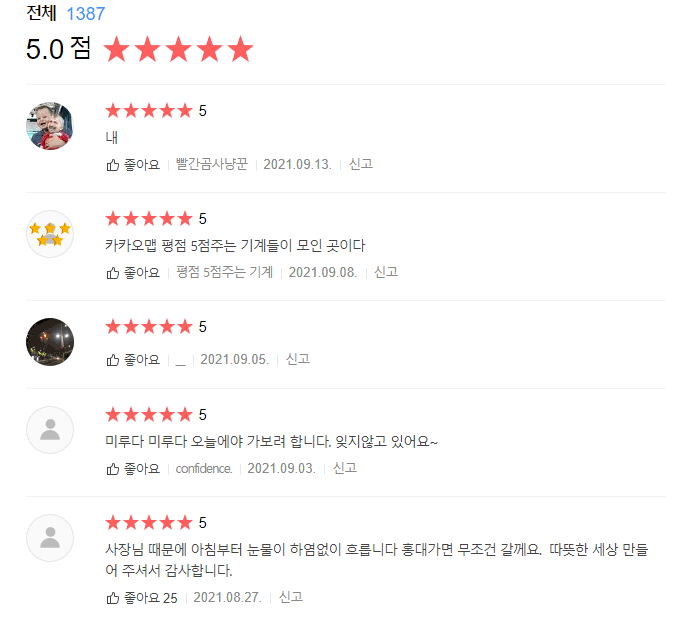 전체 1387
5.0 점
5
내
좋아요 빨간곰사냥꾼 2021.09.13. 신고
5
카카오맵 평점 5점주는 기계들이 모인 곳이다
좋아요 평점 5점주는 기계 2021.09.08. 신고
5
좋아요 __ 2021.09.05. 신고
5
미루다 미루다 오늘에야 가보려 합니다. 잊지않고 있어요~
좋아요 confidence. 2021.09.03. 신고
5
사장님 때문에 아침부터 눈물이 하염없이 흐릅니다 홍대가면 무조건 갈께요. 따뜻한 세상 만들
어 주셔서 감사합니다.
좋아요 25 2021.08.27. 신고